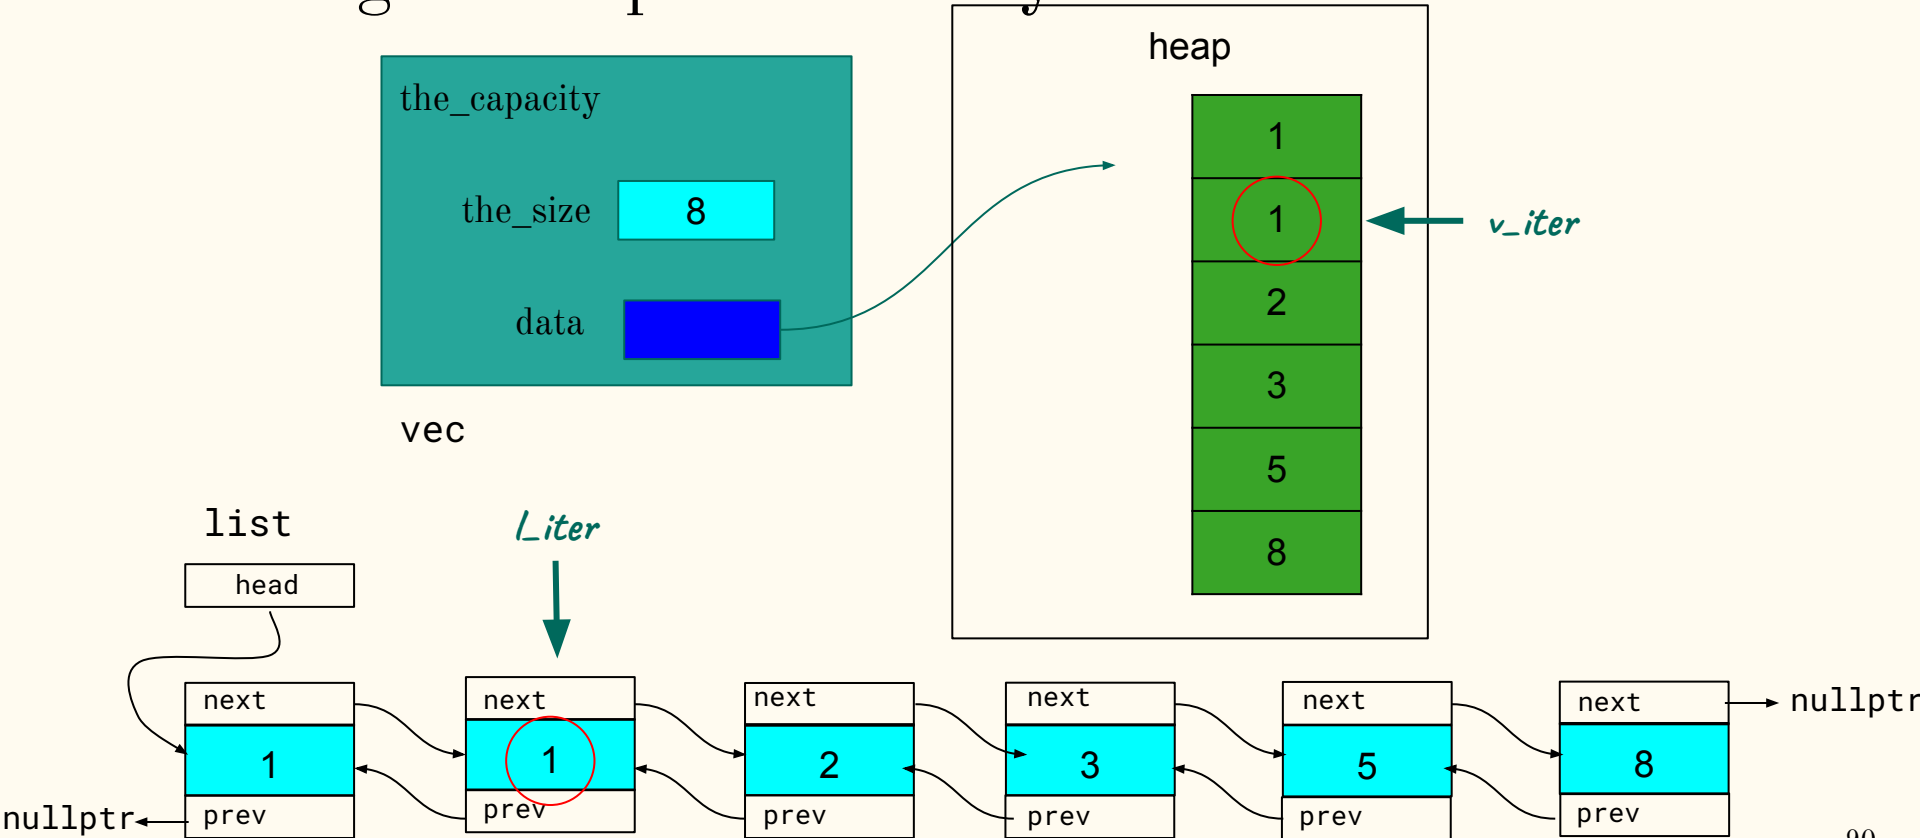 heap
the_capacity
the_size 8
data
vec
1
1
2
3
5
8
v_iter
list
l_iter
head
next next next next next next nullptr
1 1 2 3 5 8
nullptr prev prev prev prev prev prev